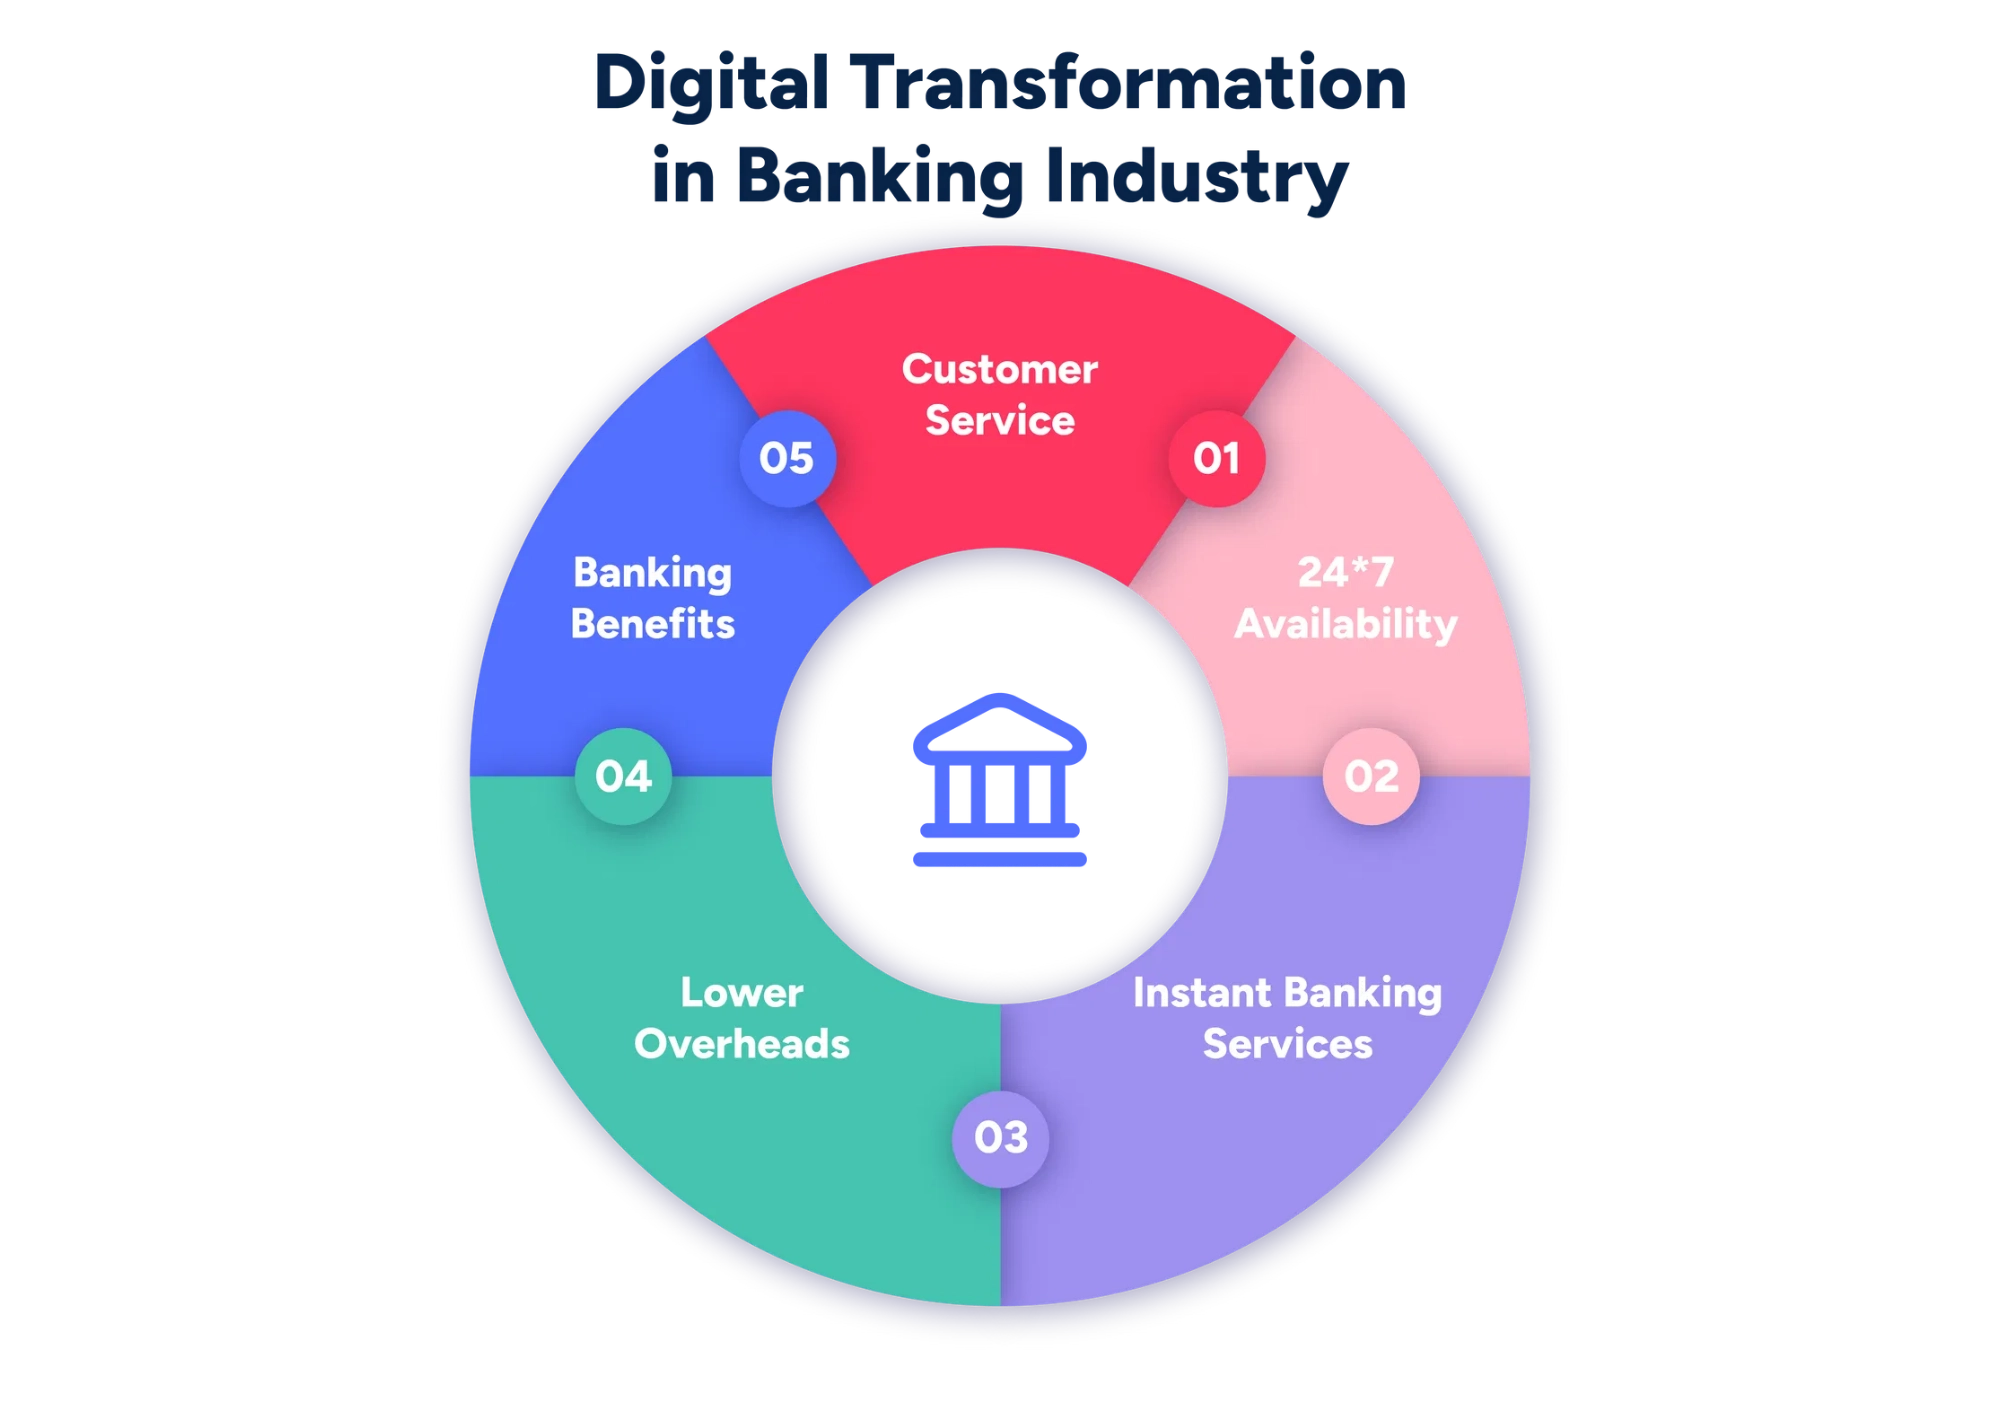 Digital Transformation
in Banking Industry
Customer
Service
01
24*7
Availability
02
Instant Banking
Services
03
Lower
Overheads
04
Banking
Benefits
05